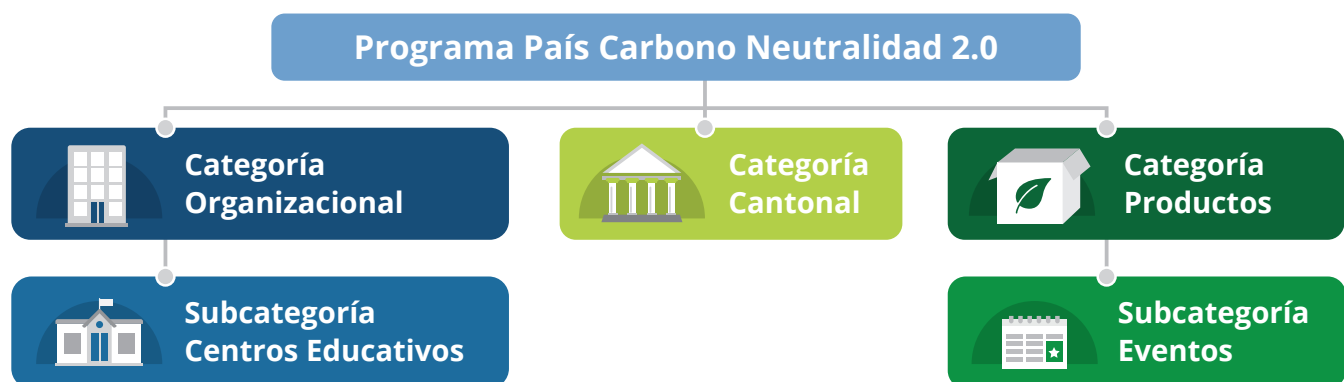 Programa País Carbono Neutralidad 2.0
Categoría
Organizacional
Categoría
Cantonal
Categoría
Productos
Subcategoría
Centros Educativos
Subcategoría
Eventos